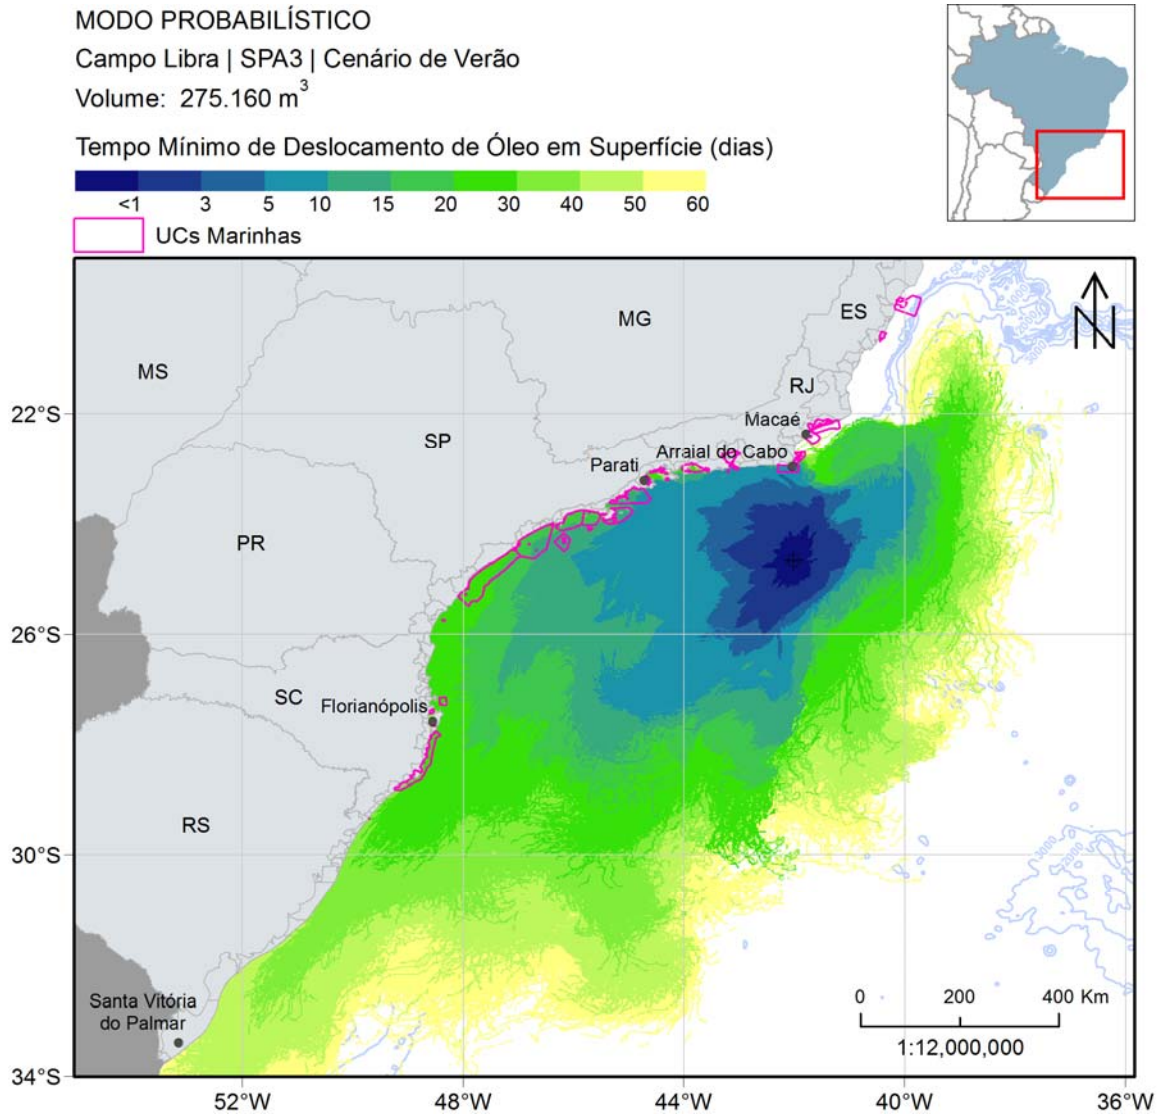 MODO PROBABILÍSTICO
Campo Libra | SPA3 | Cenário de Verão
Volume: 275.160 m³
Tempo Mínimo de Deslocamento de Óleo em Superfície (dias)
<1 3 5 10 15 20 30 40 50 60
UCs Marinhas
ES
MG
MS
RJ
22°S
Macaé
SP
Arraial do Cabo
Parati
PR
26°S
SC
Florianópolis
RS
30°S
3000
2000
Santa Vitória
do Palmar
0 200 400 Km
1:12,000,000
34°S
52°W 48°W 44°W 40°W 36°W
N